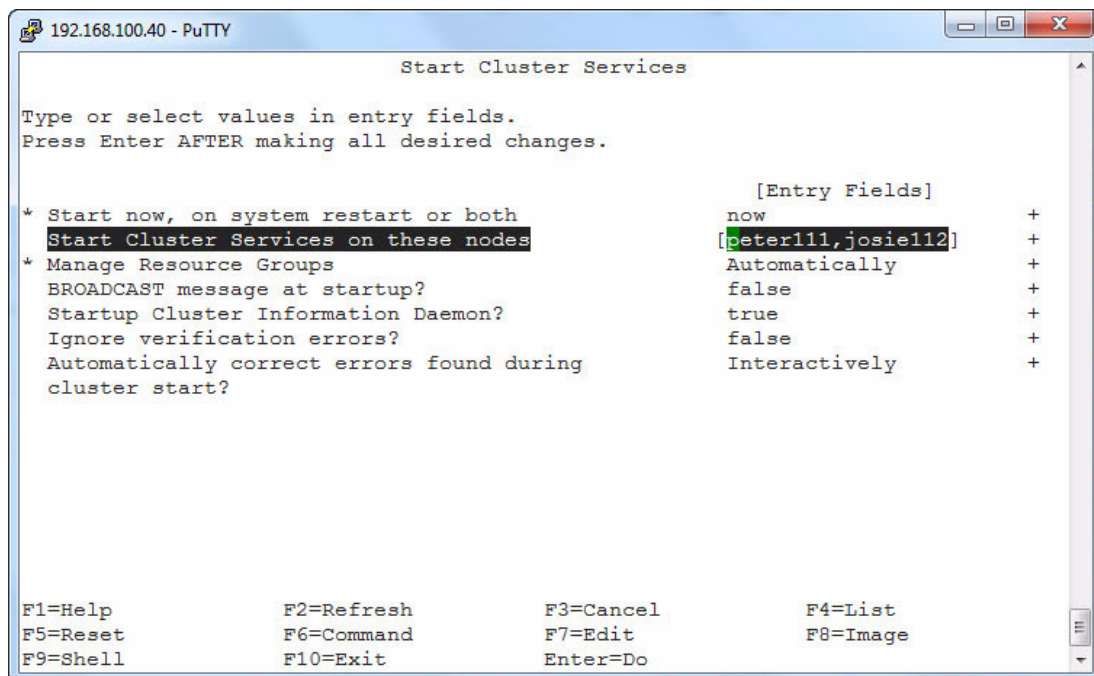 192.168.100.40 - PuTTY
Start Cluster Services
Type or select values in entry fields.
Press Enter AFTER making all desired changes.
[Entry Fields]
* Start now, on system restart or both now +
Start Cluster Services on these nodes [peter111,josie112] +
* Manage Resource Groups Automatically +
BROADCAST message at startup? false +
Startup Cluster Information Daemon? true +
Ignore verification errors? false +
Automatically correct errors found during Interactively +
cluster start?
F1=Help F2=Refresh F3=Cancel F4=List
F5=Reset F6=Command F7=Edit F8=Image
F9=Shell F10=Exit Enter=Do